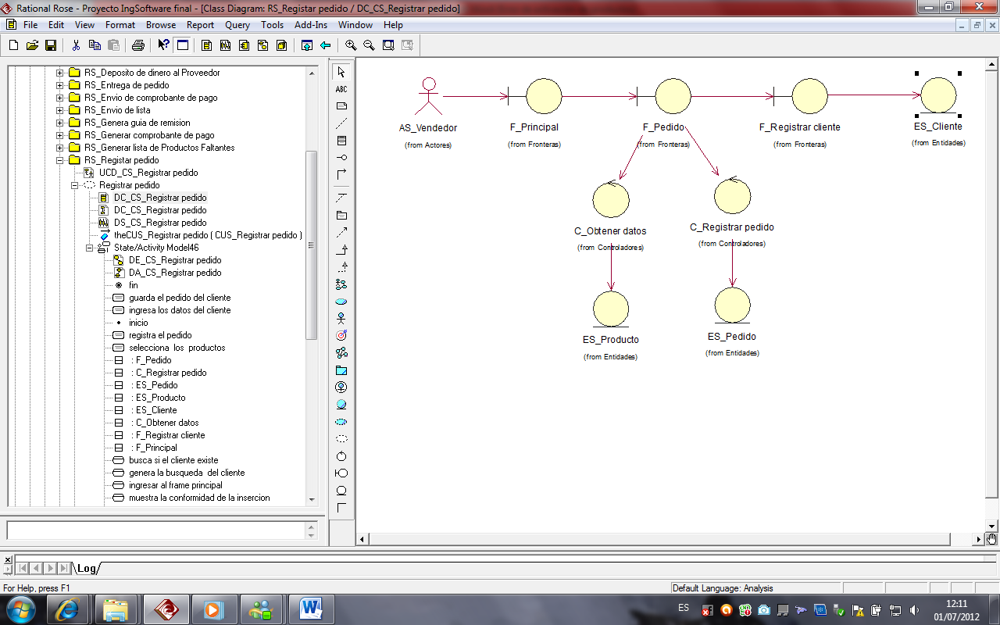 Rational Rose - Proyecto IngSoftware final - [Class Diagram: RS_Registar pedido / DC_CS_Registrar pedido]
File Edit View Format Browse Report Query Tools Add-Ins Window Help
RS_Deposito de dinero al Proveedor
RS_Entrega de pedido
RS_Envio de comprobante de pago
RS_Envio de lista
RS_Genera guia de remision
RS_Generar comprobante de pago
RS_Generar lista de Productos Faltantes
RS_Registar pedido
UCD_CS_Registrar pedido
Registrar pedido
DC_CS_Registrar pedido
DC_CS_Registrar pedido
DS_CS_Registrar pedido
theCUS_Registrar pedido ( CUS_Registrar pedido )
State/Activity Model46
DE_CS_Registrar pedido
DA_CS_Registrar pedido
fin
guarda el pedido del cliente
ingresa los datos del cliente
inicio
registra el pedido
selecciona los productos
: F_Pedido
: C_Registrar pedido
: ES_Pedido
: ES_Producto
: ES_Cliente
: C_Obtener datos
: F_Registrar cliente
: F_Principal
busca si el cliente existe
genera la busqueda del cliente
ingresar al frame principal
muestra la conformidad de la insercion
ABC
AS_Vendedor
(from Actores)
F_Principal
(from Fronteras)
F_Pedido
(from Fronteras)
F_Registrar cliente
(from Fronteras)
ES_Cliente
(from Entidades)
C_Obtener datos
(from Controladores)
C_Registrar pedido
(from Controladores)
ES_Producto
(from Entidades)
ES_Pedido
(from Entidades)
Log
For Help, press F1
Default Language: Analysis
ES
12:11
01/07/2012